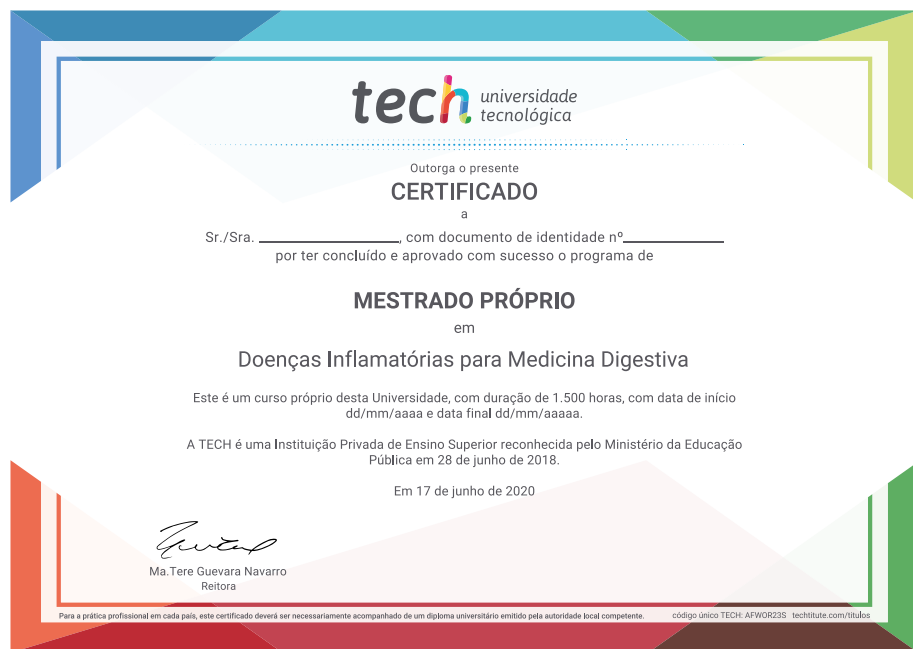 tech universidade
tecnológica
Outorga o presente
CERTIFICADO
a
Sr./Sra. ____________________, com documento de identidade nº______________
por ter concluído e aprovado com sucesso o programa de
MESTRADO PRÓPRIO
em
Doenças Inflamatórias para Medicina Digestiva
Este é um curso próprio desta Universidade, com duração de 1.500 horas, com data de início
dd/mm/aaaa e data final dd/mm/aaaaa.
A TECH é uma Instituição Privada de Ensino Superior reconhecida pelo Ministério da Educação
Pública em 28 de junho de 2018.
Em 17 de junho de 2020
Ma.Tere Guevara Navarro
Reitora
Para a prática profissional em cada país, este certificado deverá ser necessariamente acompanhado de um diploma universitário emitido pela autoridade local competente. código único TECH: AFWOR23S techtitute.com/titulos